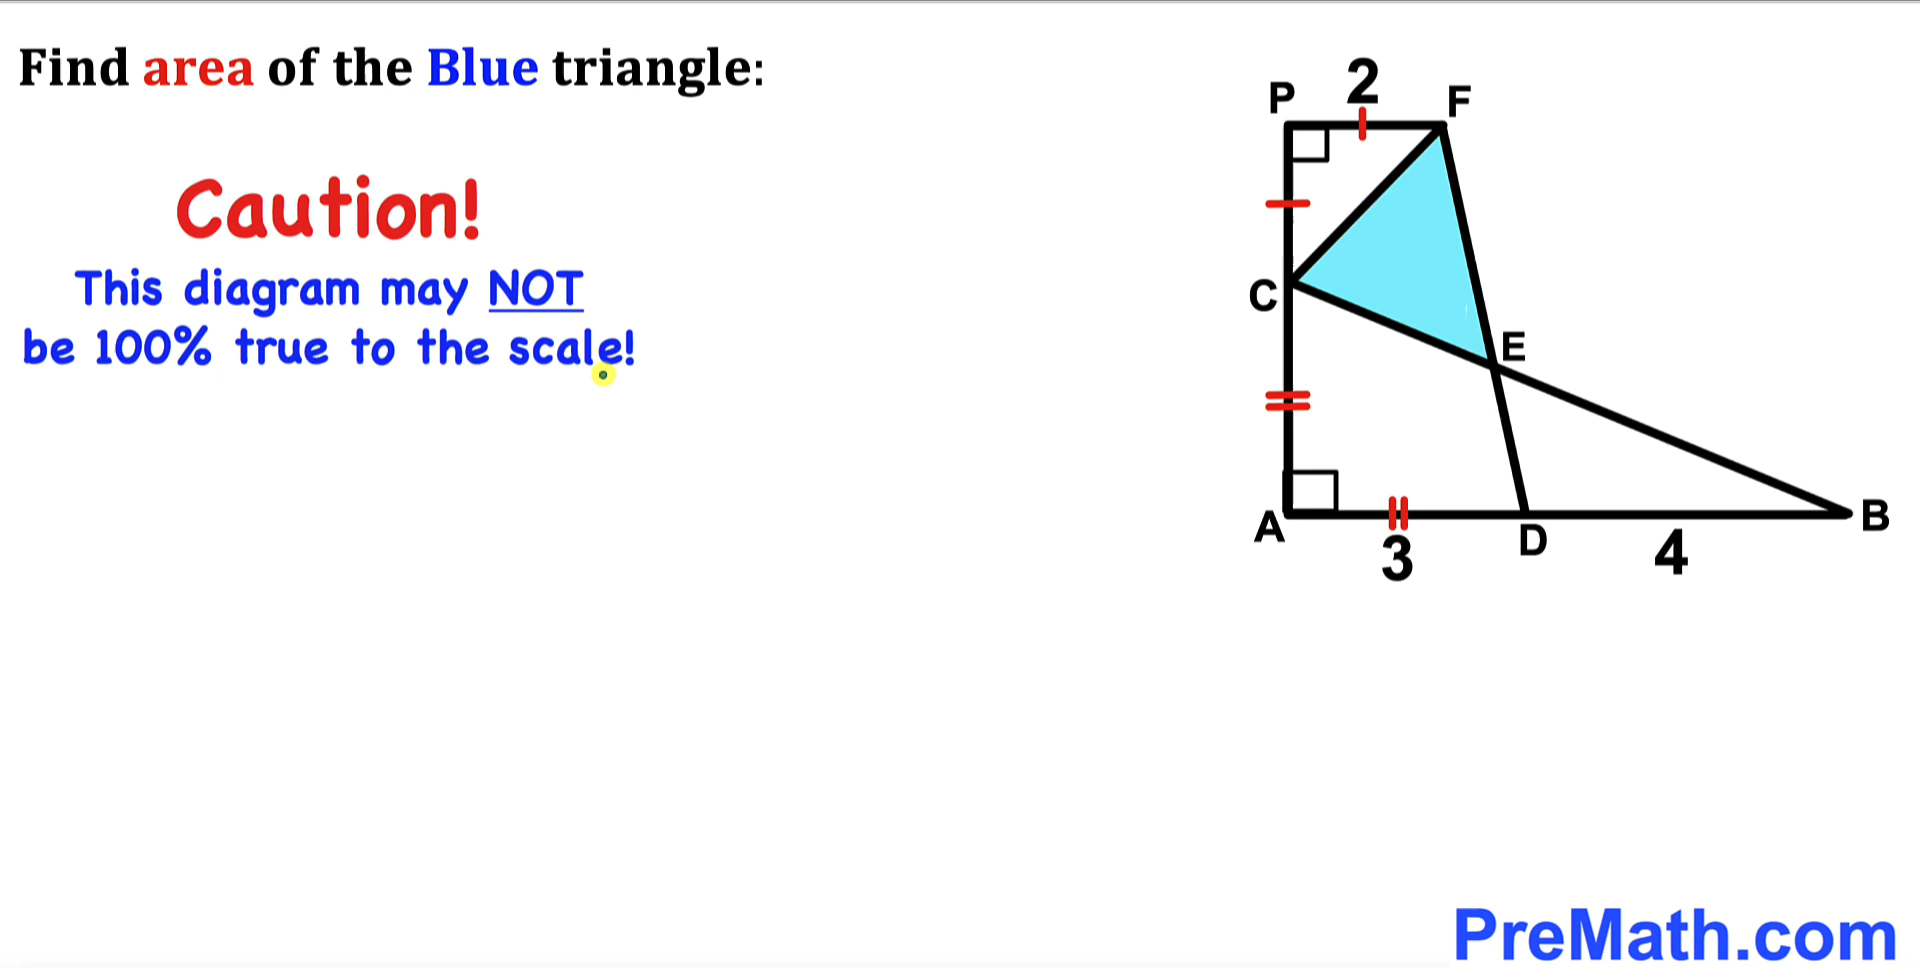 Find area of the Blue triangle:
Caution!
This diagram may NOT
be 100% true to the scale!
P
2
F
C
E
A
3
D
4
B
PreMath.com